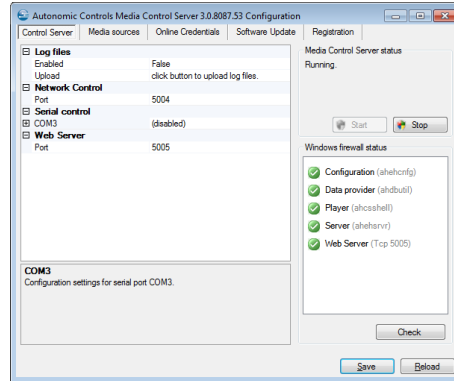 Autonomic Controls Media Control Server 3.0.8087.53 Configuration
Control Server Media sources Online Credentials Software Update Registration
Log files
Enabled False
Upload click button to upload log files.
Network Control
Port 5004
Serial control
COM3 (disabled)
Web Server
Port 5005
COM3
Configuration settings for serial port COM3.
Media Control Server status
Running.
Start Stop
Windows firewall status
Configuration (ahehcnfg)
Data provider (ahdbutil)
Player (ahcsshell)
Server (ahehsrvr)
Web Server (Tcp 5005)
Check
Save Reload